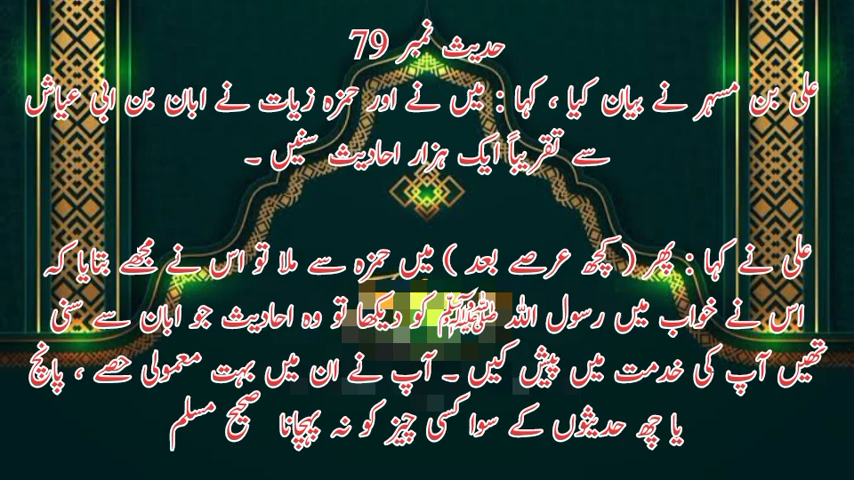 حدیث نمبر 79
علی بن مسہر نے بیان کیا ، کہا : میں نے اور حمزہ زیات نے ابان بن ابی عیاش
سے تقریباً ایک ہزار احادیث سنیں ۔
علی نے کہا : پھر ( کچھ عرصے بعد ) میں حمزہ سے ملا تو اس نے مجھے بتایا کہ
اس نے خواب میں رسول اللہ ﷺ کو دیکھا تو وہ احادیث جو ابان سے سنی
تھیں آپ کی خدمت میں پیش کیں ۔ آپ نے ان میں بہت معمولی حصے ، پانچ
یا چھ حدیثوں کے سوا کسی چیز کو نہ پہچانا صحیح مسلم